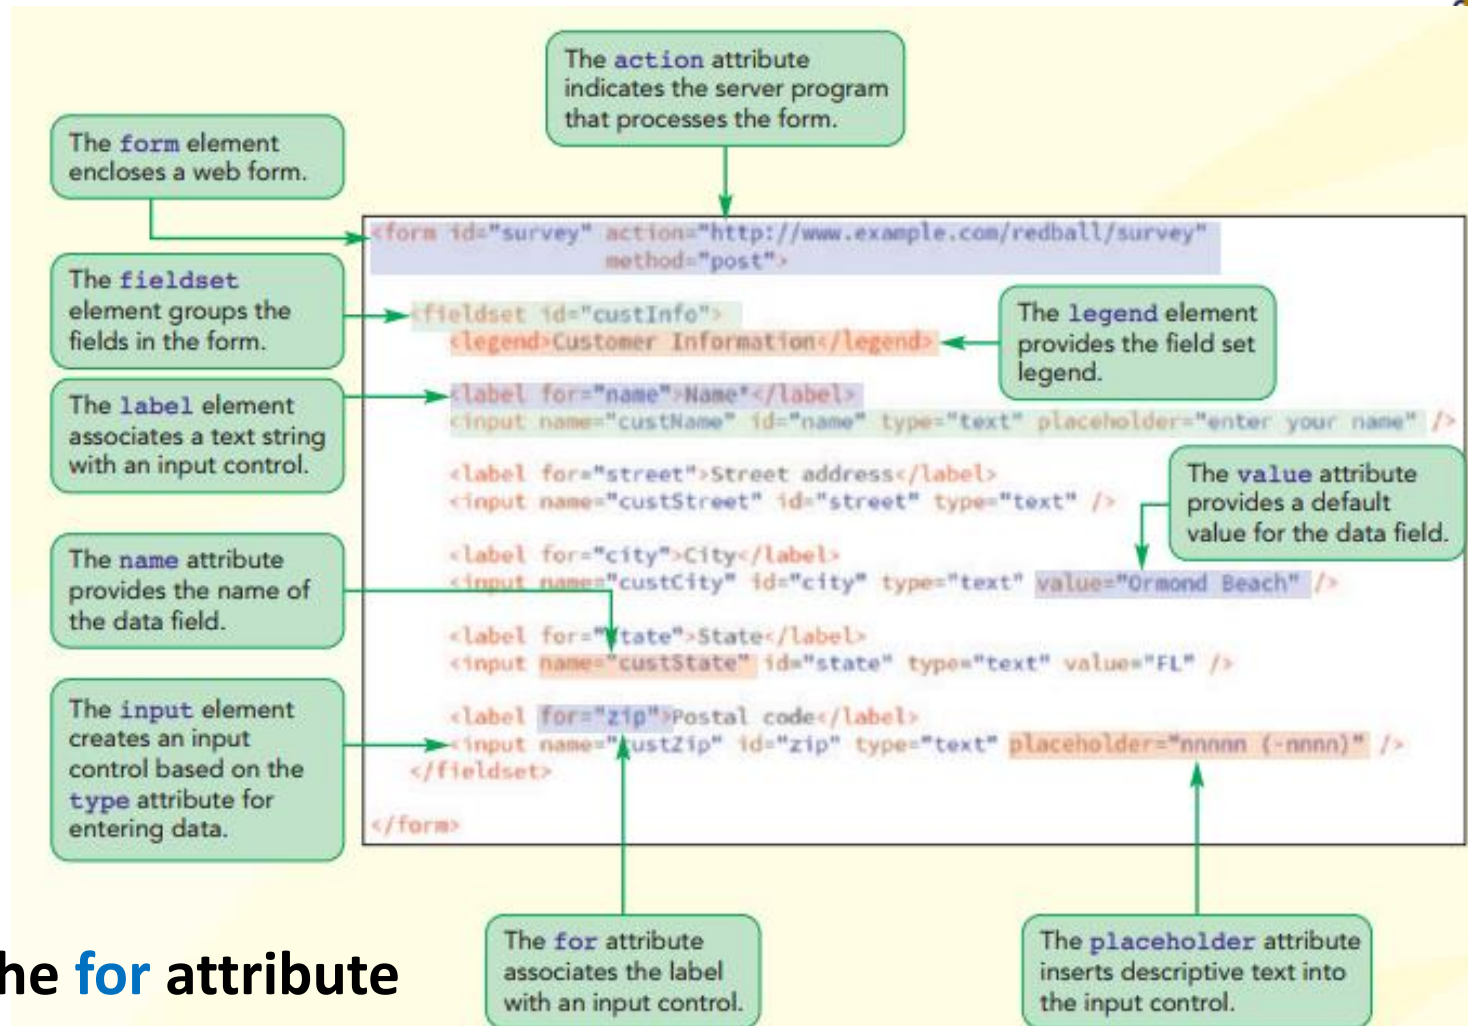 The action attribute
indicates the server program
that processes the form.
The form element
encloses a web form.
<form id="survey" action="http://www.example.com/redball/survey"
method="post">
The fieldset
element groups the
fields in the form.
<fieldset id="custInfo">
<legend>Customer Information</legend>
The legend element
provides the field set
legend.
The label element
associates a text string
with an input control.
<label for="name">Name*</label>
<input name="custName" id="name" type="text" placeholder="enter your name" />
<label for="street">Street address</label>
<input name="custStreet" id="street" type="text" />
The value attribute
provides a default
value for the data field.
The name attribute
provides the name of
the data field.
<label for="city">City</label>
<input name="custCity" id="city" type="text" value="Ormond Beach" />
<label for="state">State</label>
<input name="custState" id="state" type="text" value="FL" />
The input element
creates an input
control based on the
type attribute for
entering data.
<label for="zip">Postal code</label>
<input name="custZip" id="zip" type="text" placeholder="nnnnn (-nnnn)" />
</fieldset>
</form>
The for attribute
associates the label
with an input control.
The placeholder attribute
inserts descriptive text into
the input control.
he for attribute